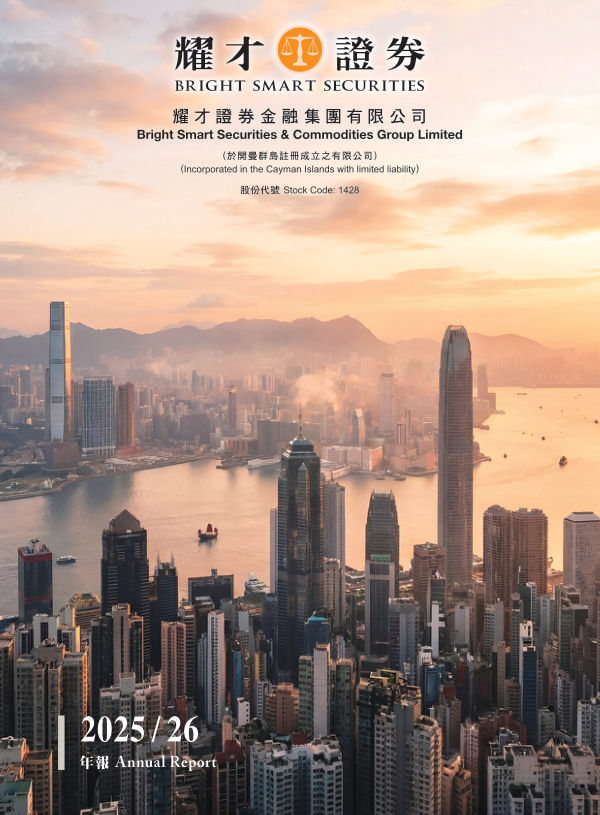 耀才證券
BRIGHT SMART SECURITIES
耀才證券金融集團有限公司
Bright Smart Securities & Commodities Group Limited
(於開曼群島註冊成立之有限公司)
(Incorporated in the Cayman Islands with limited liability)
股份代號 Stock Code: 1428
2025/26
年報 Annual Report